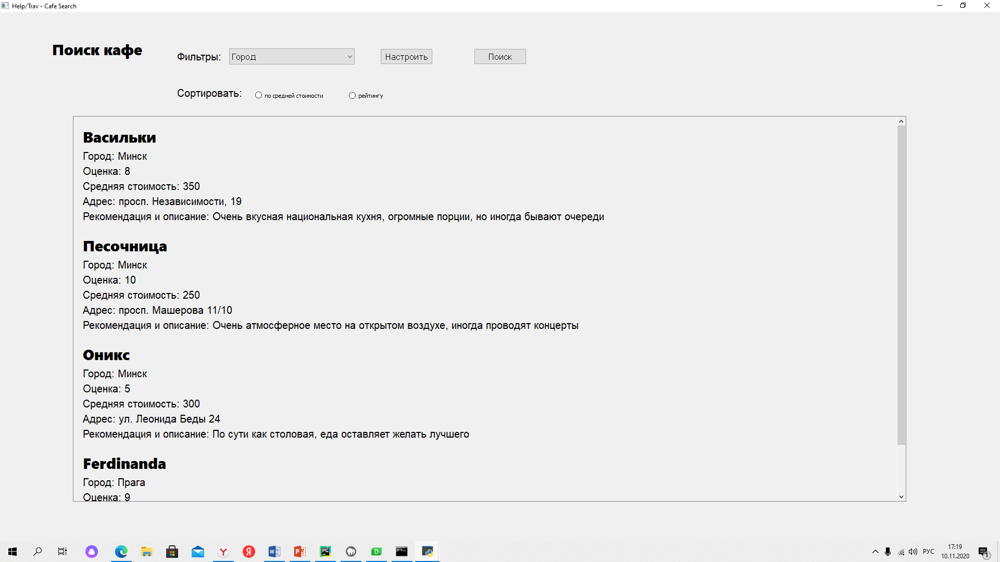 Help/Trav - Cafe Search
Поиск кафе
Фильтры: Город Настроить Поиск
Сортировать: по средней стоимости рейтингу
Васильки
Город: Минск
Оценка: 8
Средняя стоимость: 350
Адрес: просп. Независимости, 19
Рекомендация и описание: Очень вкусная национальная кухня, огромные порции, но иногда бывают очереди
Песочница
Город: Минск
Оценка: 10
Средняя стоимость: 250
Адрес: просп. Машерова 11/10
Рекомендация и описание: Очень атмосферное место на открытом воздухе, иногда проводят концерты
Оникс
Город: Минск
Оценка: 5
Средняя стоимость: 300
Адрес: ул. Леонида Беды 24
Рекомендация и описание: По сути как столовая, еда оставляет желать лучшего
Ferdinanda
Город: Прага
Оценка: 9
РУС
17:19
10.11.2020
1